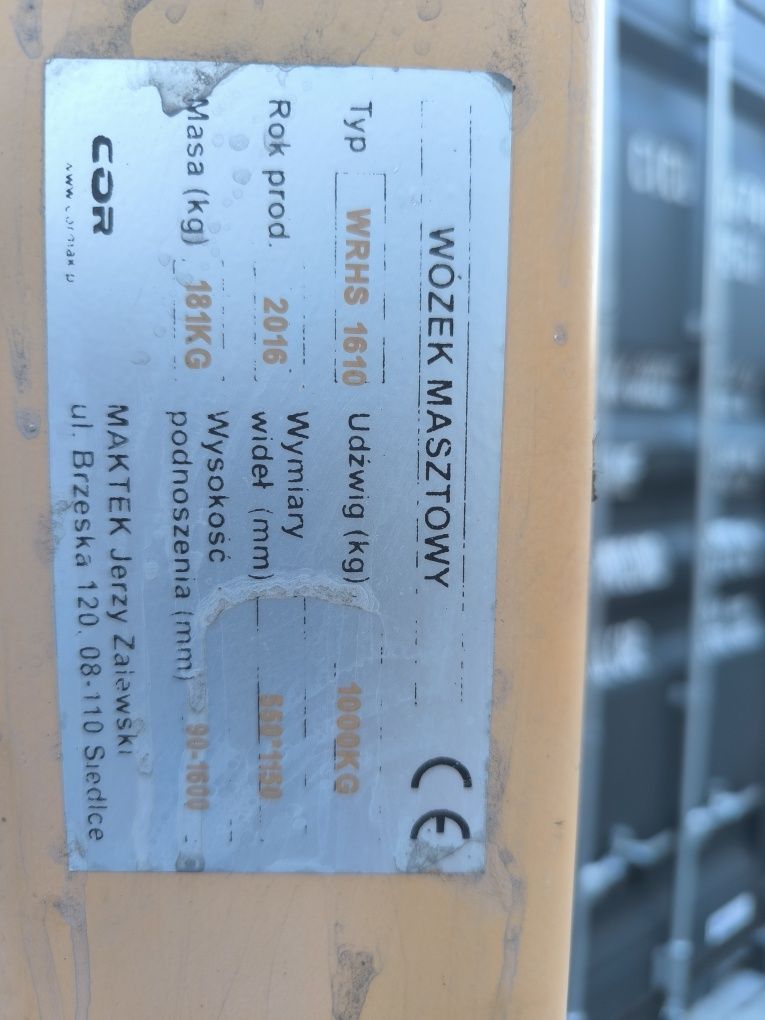 WÓZEK MASZTOWY CE
Typ WRHS 1610 Udźwig (kg) 1000KG
Rok prod. 2016 Wymiary wideł (mm) 550*1150
Masa (kg) 181KG Wysokość podnoszenia (mm) 90-1600
COR MAKTEK Jerzy Zalewski
ul. Brzeska 120, 08-110 Siedlce